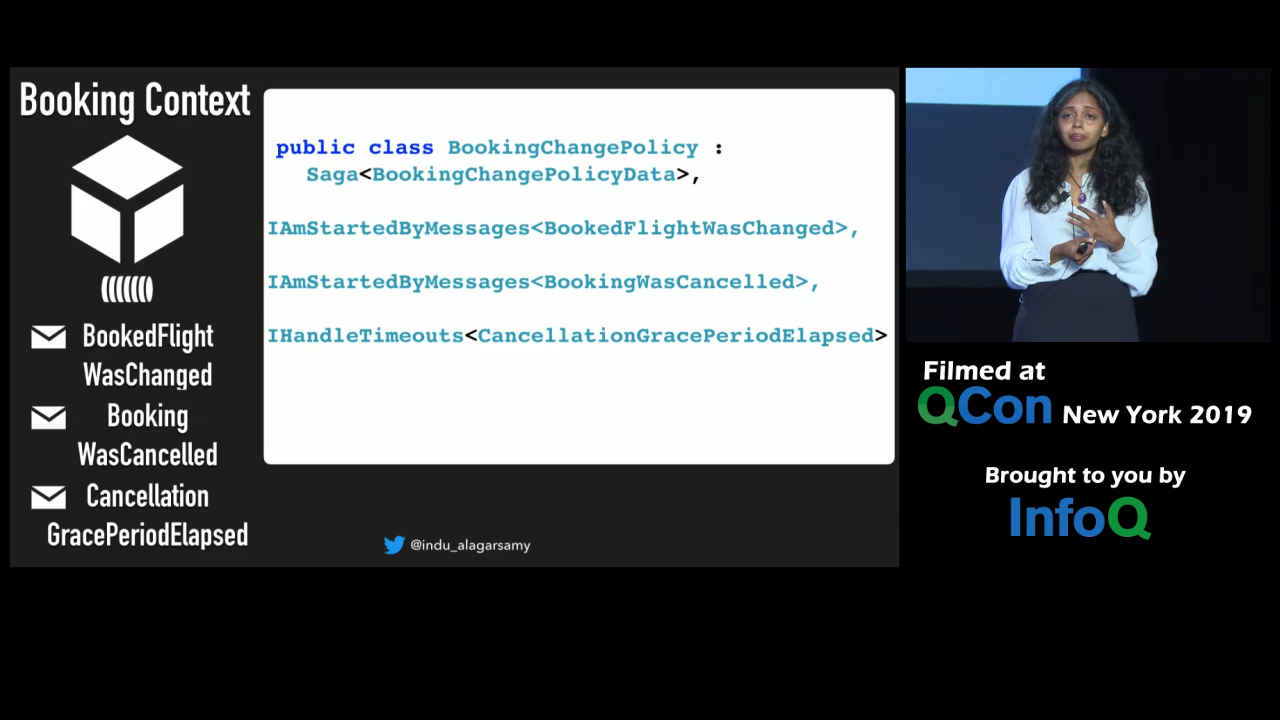 Booking Context
BookedFlight
WasChanged
Booking
WasCancelled
Cancellation
GracePeriodElapsed
public class BookingChangePolicy :
Saga<BookingChangePolicyData>,
IAmStartedByMessages<BookedFlightWasChanged>,
IAmStartedByMessages<BookingWasCancelled>,
IHandleTimeouts<CancellationGracePeriodElapsed>
@indu_alagarsamy
Filmed at
QCon New York 2019
Brought to you by
InfoQ